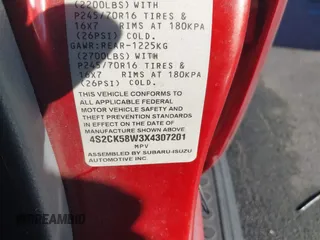 (2200LBS) WITH
P245/70R16 TIRES &
16X7 RIMS AT 180KPA
(26PSI) COLD.
GAWR:REAR-1225KG
(2700LBS) WITH
P245/70R16 TIRES &
16X7 RIMS AT 180KPA
(26PSI) COLD.
THIS VEHICLE CONFORMS TO
ALL APPLICABLE FEDERAL
MOTOR VEHICLE SAFETY AND
THEFT PREVENTION STANDARDS
IN EFFECT ON THE DATE OF
MANUFACTURE SHOWN ABOVE
4S2CK58W3X4307201
MPV
ASSEMBLED BY SUBARU-ISUZU
AUTOMOTIVE INC.